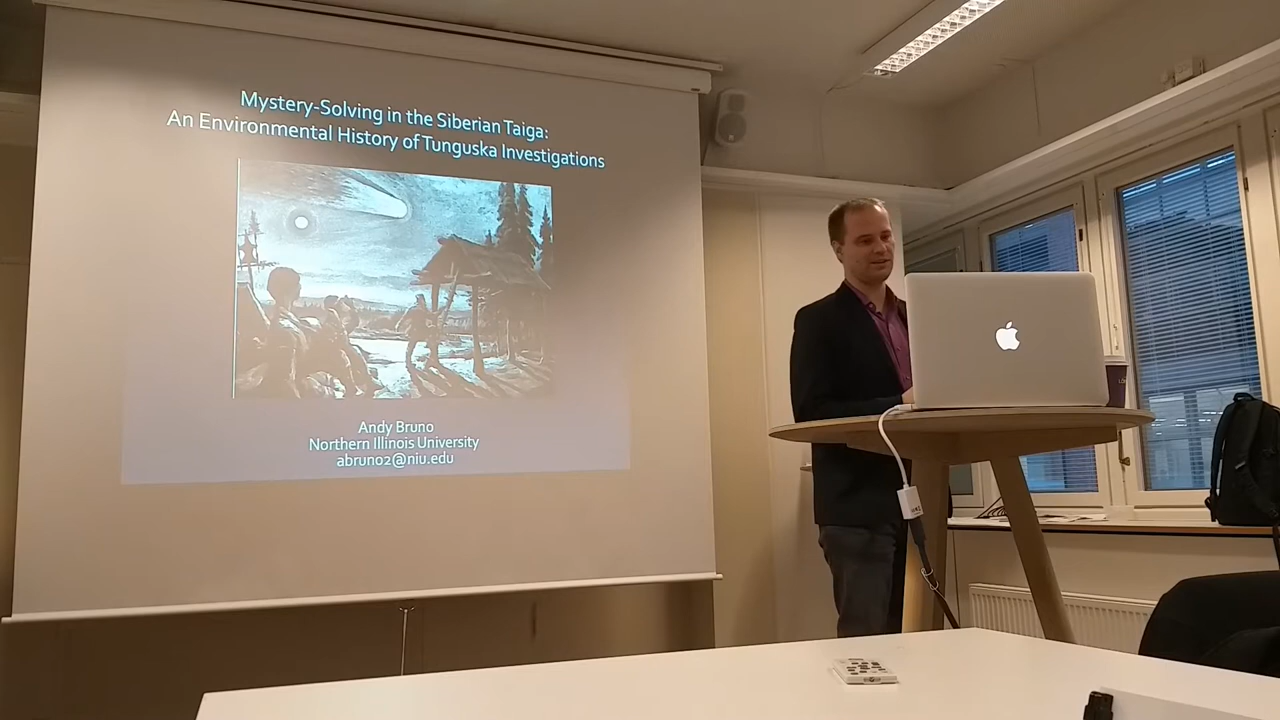 Mystery-Solving in the Siberian Taiga:
An Environmental History of Tunguska Investigations
Andy Bruno
Northern Illinois University
abruno2@niu.edu